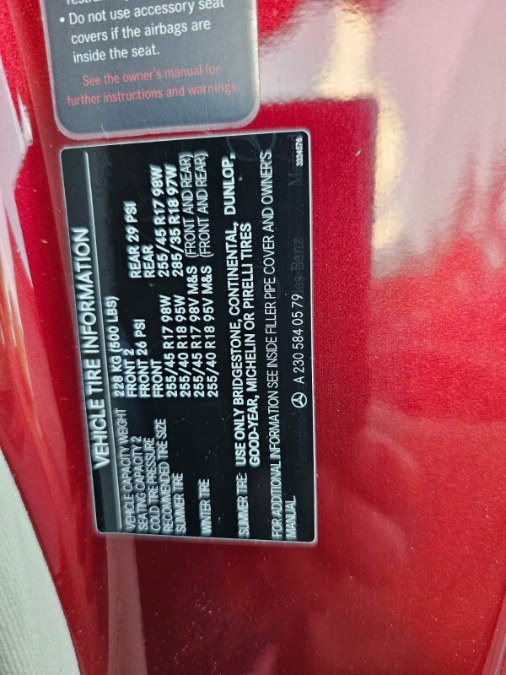 • Do not use accessory seat
covers if the airbags are
inside the seat.
See the owner's manual for
further instructions and warnings
VEHICLE TIRE INFORMATION
VEHICLE CAPACITY WEIGHT 228 KG (500 LBS)
SEATING CAPACITY 2 FRONT 2
COLD TIRE PRESSURE FRONT 26 PSI REAR 29 PSI
RECOMMENDED TIRE SIZE FRONT REAR
SUMMER TIRE 255/45 R17 98W 255/45 R17 98W
255/40 R18 95W 285/35 R18 97W
WINTER TIRE 255/45 R17 98V M&S (FRONT AND REAR)
255/40 R18 95V M&S (FRONT AND REAR)
SUMMER TIRE: USE ONLY BRIDGESTONE, CONTINENTAL, DUNLOP,
GOOD-YEAR, MICHELIN OR PIRELLI TIRES
FOR ADDITIONAL INFORMATION SEE INSIDE FILLER PIPE COVER AND OWNER'S
MANUAL
A 230 584 05 79